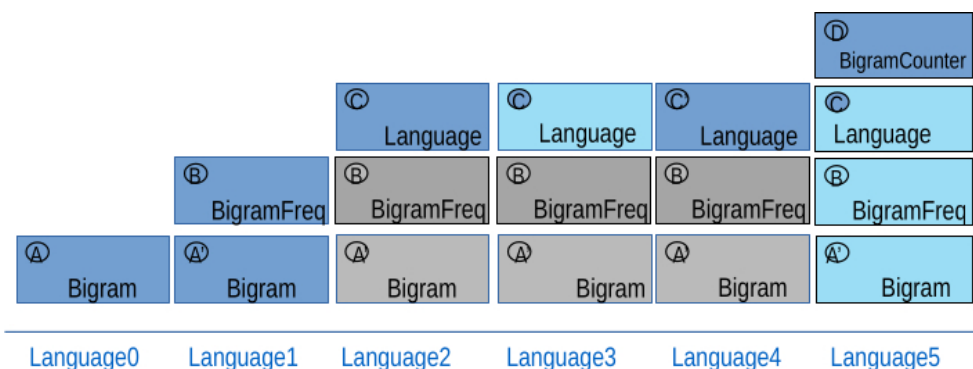 D
BigramCounter
C
Language
C
Language
C'
Language
C
Language
B
BigramFreq
B
BigramFreq
B
BigramFreq
B
BigramFreq
B
BigramFreq
A
Bigram
A'
Bigram
A'
Bigram
A
Bigram
A'
Bigram
A'
Bigram
Language0 Language1 Language2 Language3 Language4 Language5